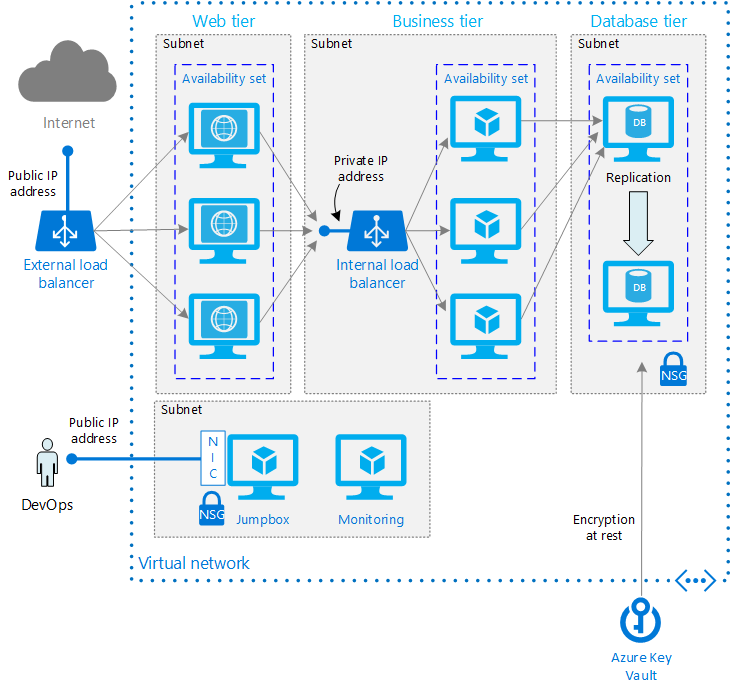 Web tier
Business tier
Database tier
Subnet
Subnet
Subnet
Availability set
Availability set
Availability set
Internet
DB
Public IP
address
Private IP
address
Replication
External load
balancer
Internal load
balancer
DB
NSG
Subnet
Public IP
address
N
I
C
NSG
Jumpbox
Monitoring
DevOps
Encryption
at rest
Virtual network
Azure Key
Vault